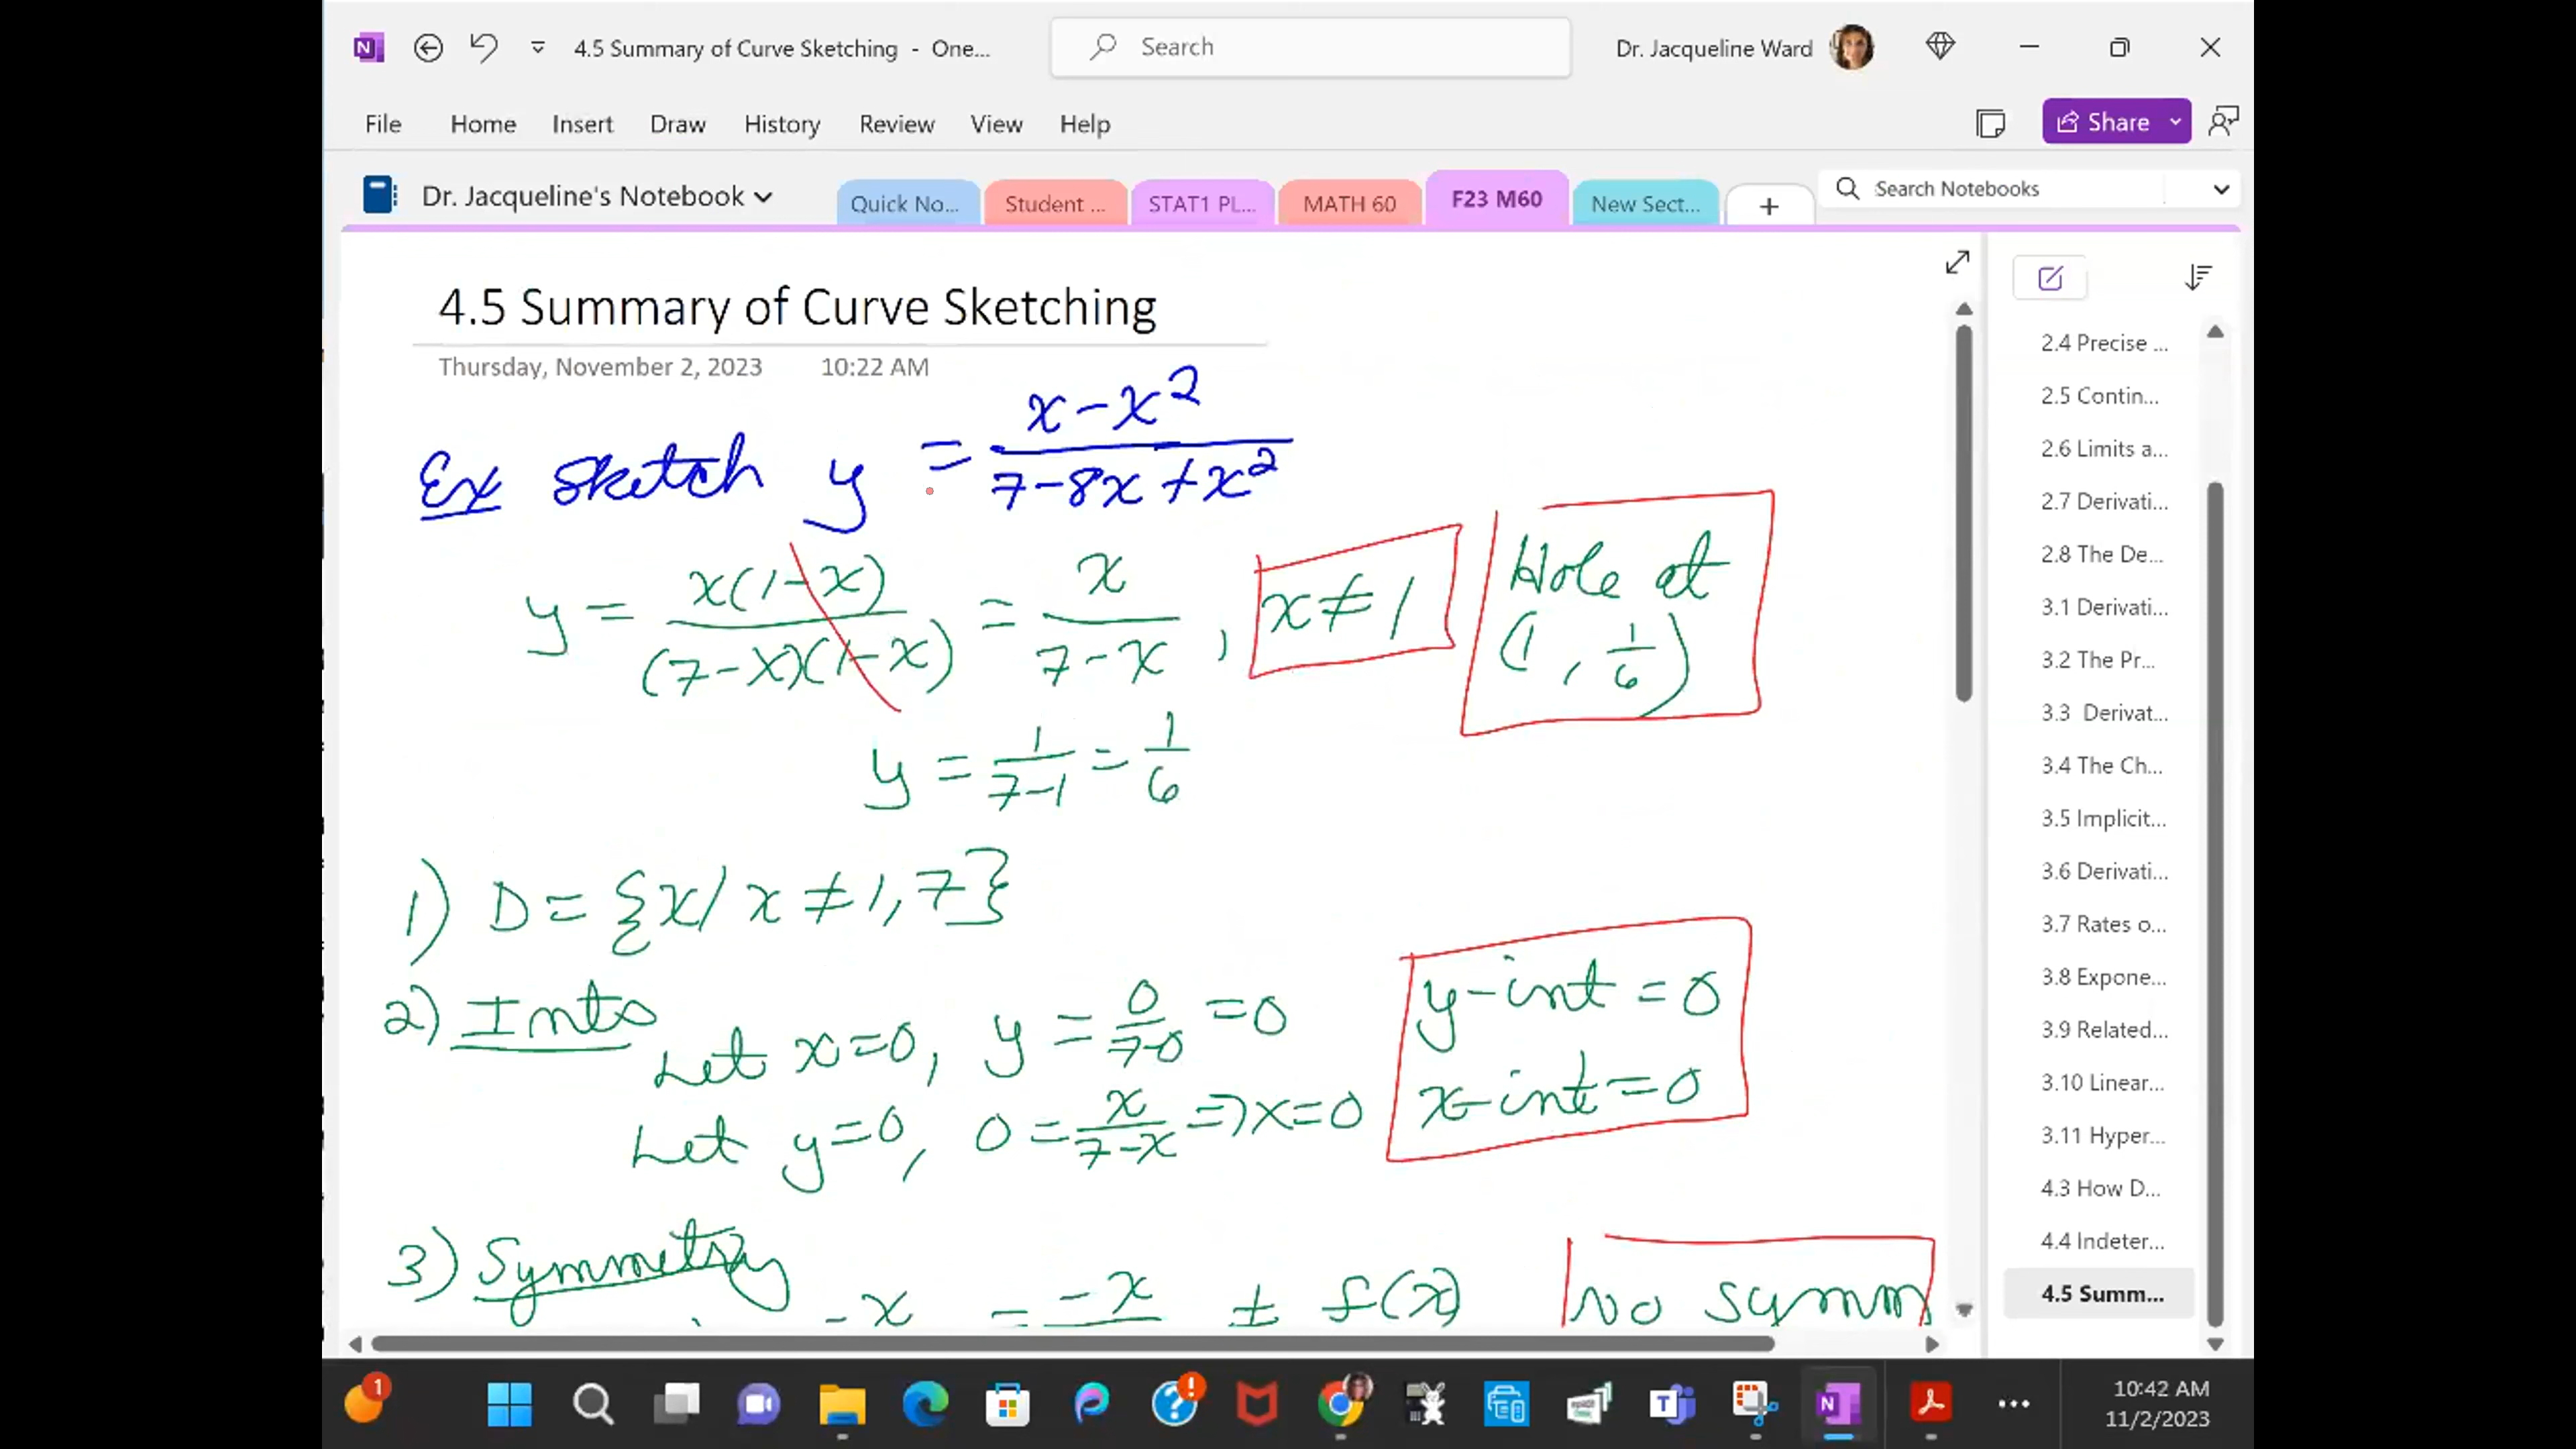 4.5 Summary of Curve Sketching - One...
Search
Dr. Jacqueline Ward
File Home Insert Draw History Review View Help
Share
Dr. Jacqueline's Notebook
Quick No... Student ... STAT1 PL... MATH 60 F23 M60 New Sect... +
Search Notebooks
4.5 Summary of Curve Sketching
Thursday, November 2, 2023 10:22 AM
Ex sketch y = (x-x²)/(7-8x+x²)
y = x(1-x)/((7-x)(1-x)) = x/(7-x), x≠1
Hole at
(1, 1/6)
y = 1/(7-1) = 1/6
1) D = {x/ x ≠ 1, 7}
2) Ints
Let x=0, y = 0/(7-0) = 0
Let y=0, 0 = x/(7-x) => x=0
y-int = 0
x-int = 0
3) Symmetry
-x = -x ≠ f(x)
No symm
2.4 Precise ...
2.5 Contin...
2.6 Limits a...
2.7 Derivati...
2.8 The De...
3.1 Derivati...
3.2 The Pr...
3.3 Derivat...
3.4 The Ch...
3.5 Implicit...
3.6 Derivati...
3.7 Rates o...
3.8 Expone...
3.9 Related...
3.10 Linear...
3.11 Hyper...
4.3 How D...
4.4 Indeter...
4.5 Summ...
1
10:42 AM
11/2/2023